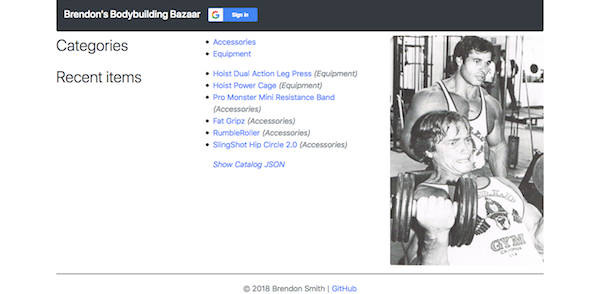 Brendon's Bodybuilding Bazaar
Sign in
Categories
Accessories
Equipment
Recent items
Hoist Dual Action Leg Press (Equipment)
Hoist Power Cage (Equipment)
Pro Monster Mini Resistance Band
(Accessories)
Fat Gripz (Accessories)
RumbleRoller (Accessories)
SlingShot Hip Circle 2.0 (Accessories)
Show Catalog JSON
GYM
© 2018 Brendon Smith | GitHub